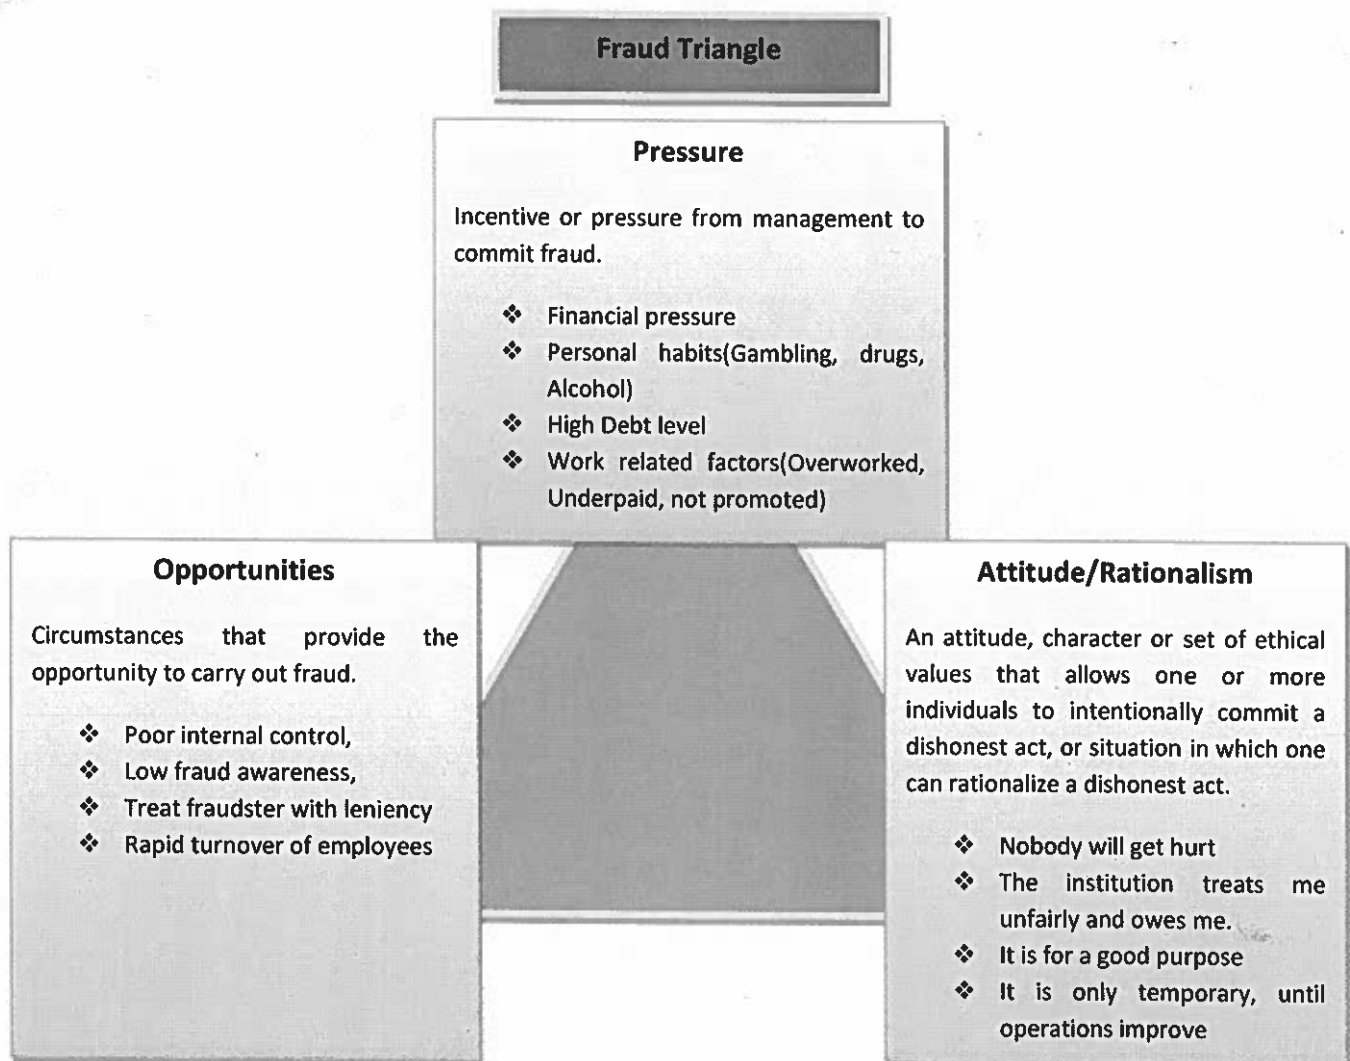 Fraud Triangle
Pressure
Incentive or pressure from management to
commit fraud.
❖ Financial pressure
❖ Personal habits(Gambling, drugs,
Alcohol)
❖ High Debt level
❖ Work related factors(Overworked,
Underpaid, not promoted)
Opportunities
Circumstances that provide the
opportunity to carry out fraud.
❖ Poor internal control,
❖ Low fraud awareness,
❖ Treat fraudster with leniency
❖ Rapid turnover of employees
Attitude/Rationalism
An attitude, character or set of ethical
values that allows one or more
individuals to intentionally commit a
dishonest act, or situation in which one
can rationalize a dishonest act.
❖ Nobody will get hurt
❖ The institution treats me
unfairly and owes me.
❖ It is for a good purpose
❖ It is only temporary, until
operations improve